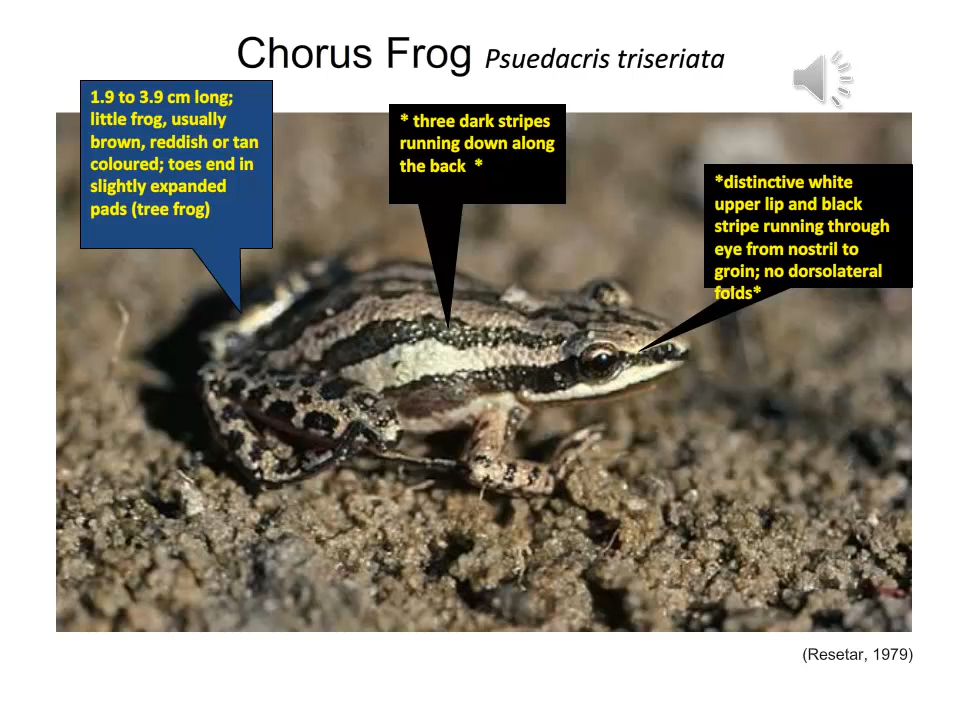 Chorus Frog Psuedacris triseriata
1.9 to 3.9 cm long;
little frog, usually
brown, reddish or tan
coloured; toes end in
slightly expanded
pads (tree frog)
* three dark stripes
running down along
the back *
*distinctive white
upper lip and black
stripe running through
eye from nostril to
groin; no dorsolateral
folds*
(Resetar, 1979)